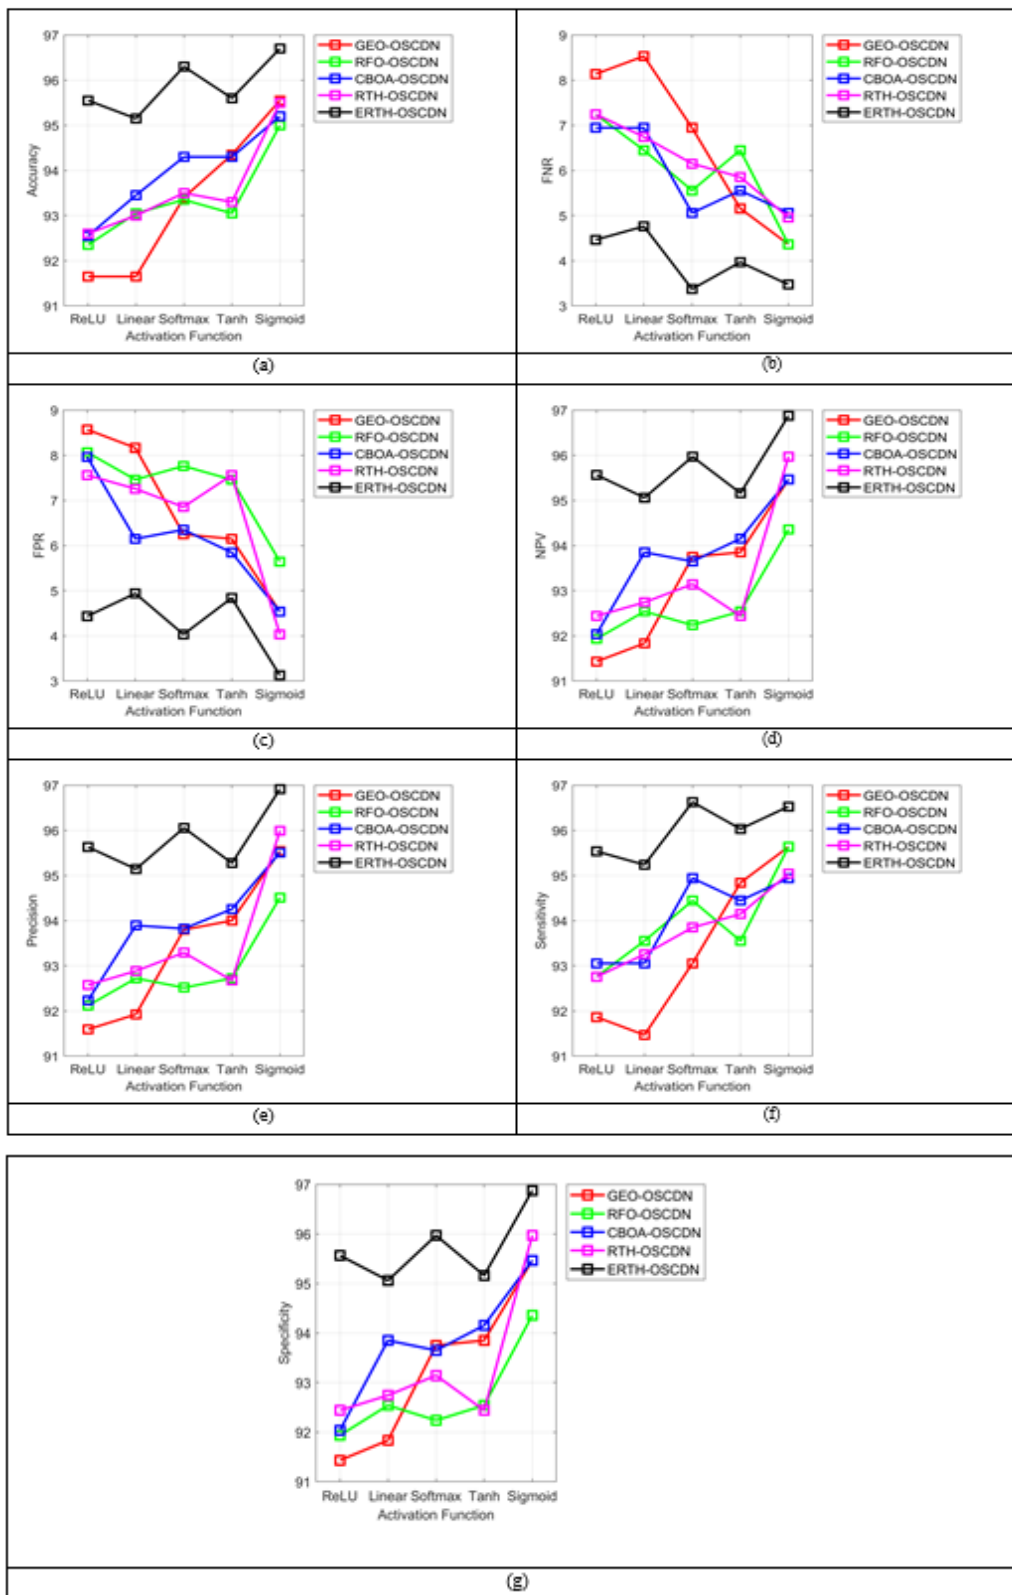 97
96
95
94
93
92
91
Accuracy
ReLU Linear Softmax Tanh Sigmoid
Activation Function
GEO-OSCDN
RFO-OSCDN
CBOA-OSCDN
RTH-OSCDN
ERTH-OSCDN
(a)
9
8
7
6
5
4
3
FNR
ReLU Linear Softmax Tanh Sigmoid
Activation Function
GEO-OSCDN
RFO-OSCDN
CBOA-OSCDN
RTH-OSCDN
ERTH-OSCDN
(b)
9
8
7
6
5
4
3
FPR
ReLU Linear Softmax Tanh Sigmoid
Activation Function
GEO-OSCDN
RFO-OSCDN
CBOA-OSCDN
RTH-OSCDN
ERTH-OSCDN
(c)
97
96
95
94
93
92
91
NPV
ReLU Linear Softmax Tanh Sigmoid
Activation Function
GEO-OSCDN
RFO-OSCDN
CBOA-OSCDN
RTH-OSCDN
ERTH-OSCDN
(d)
97
96
95
94
93
92
91
Precision
ReLU Linear Softmax Tanh Sigmoid
Activation Function
GEO-OSCDN
RFO-OSCDN
CBOA-OSCDN
RTH-OSCDN
ERTH-OSCDN
(e)
97
96
95
94
93
92
91
Sensitivity
ReLU Linear Softmax Tanh Sigmoid
Activation Function
GEO-OSCDN
RFO-OSCDN
CBOA-OSCDN
RTH-OSCDN
ERTH-OSCDN
(f)
97
96
95
94
93
92
91
Specificity
ReLU Linear Softmax Tanh Sigmoid
Activation Function
GEO-OSCDN
RFO-OSCDN
CBOA-OSCDN
RTH-OSCDN
ERTH-OSCDN
(g)